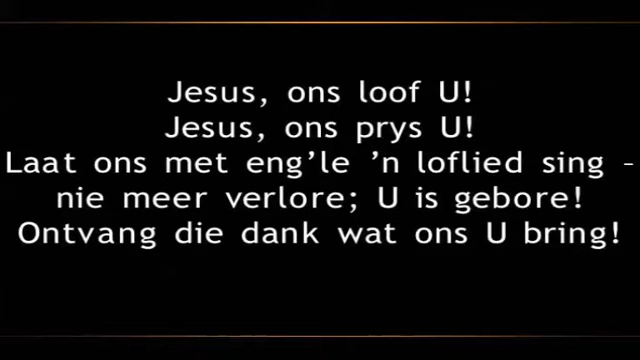 Jesus, ons loof U!
Jesus, ons prys U!
Laat ons met eng’le ’n loflied sing -
nie meer verlore; U is gebore!
Ontvang die dank wat ons U bring!